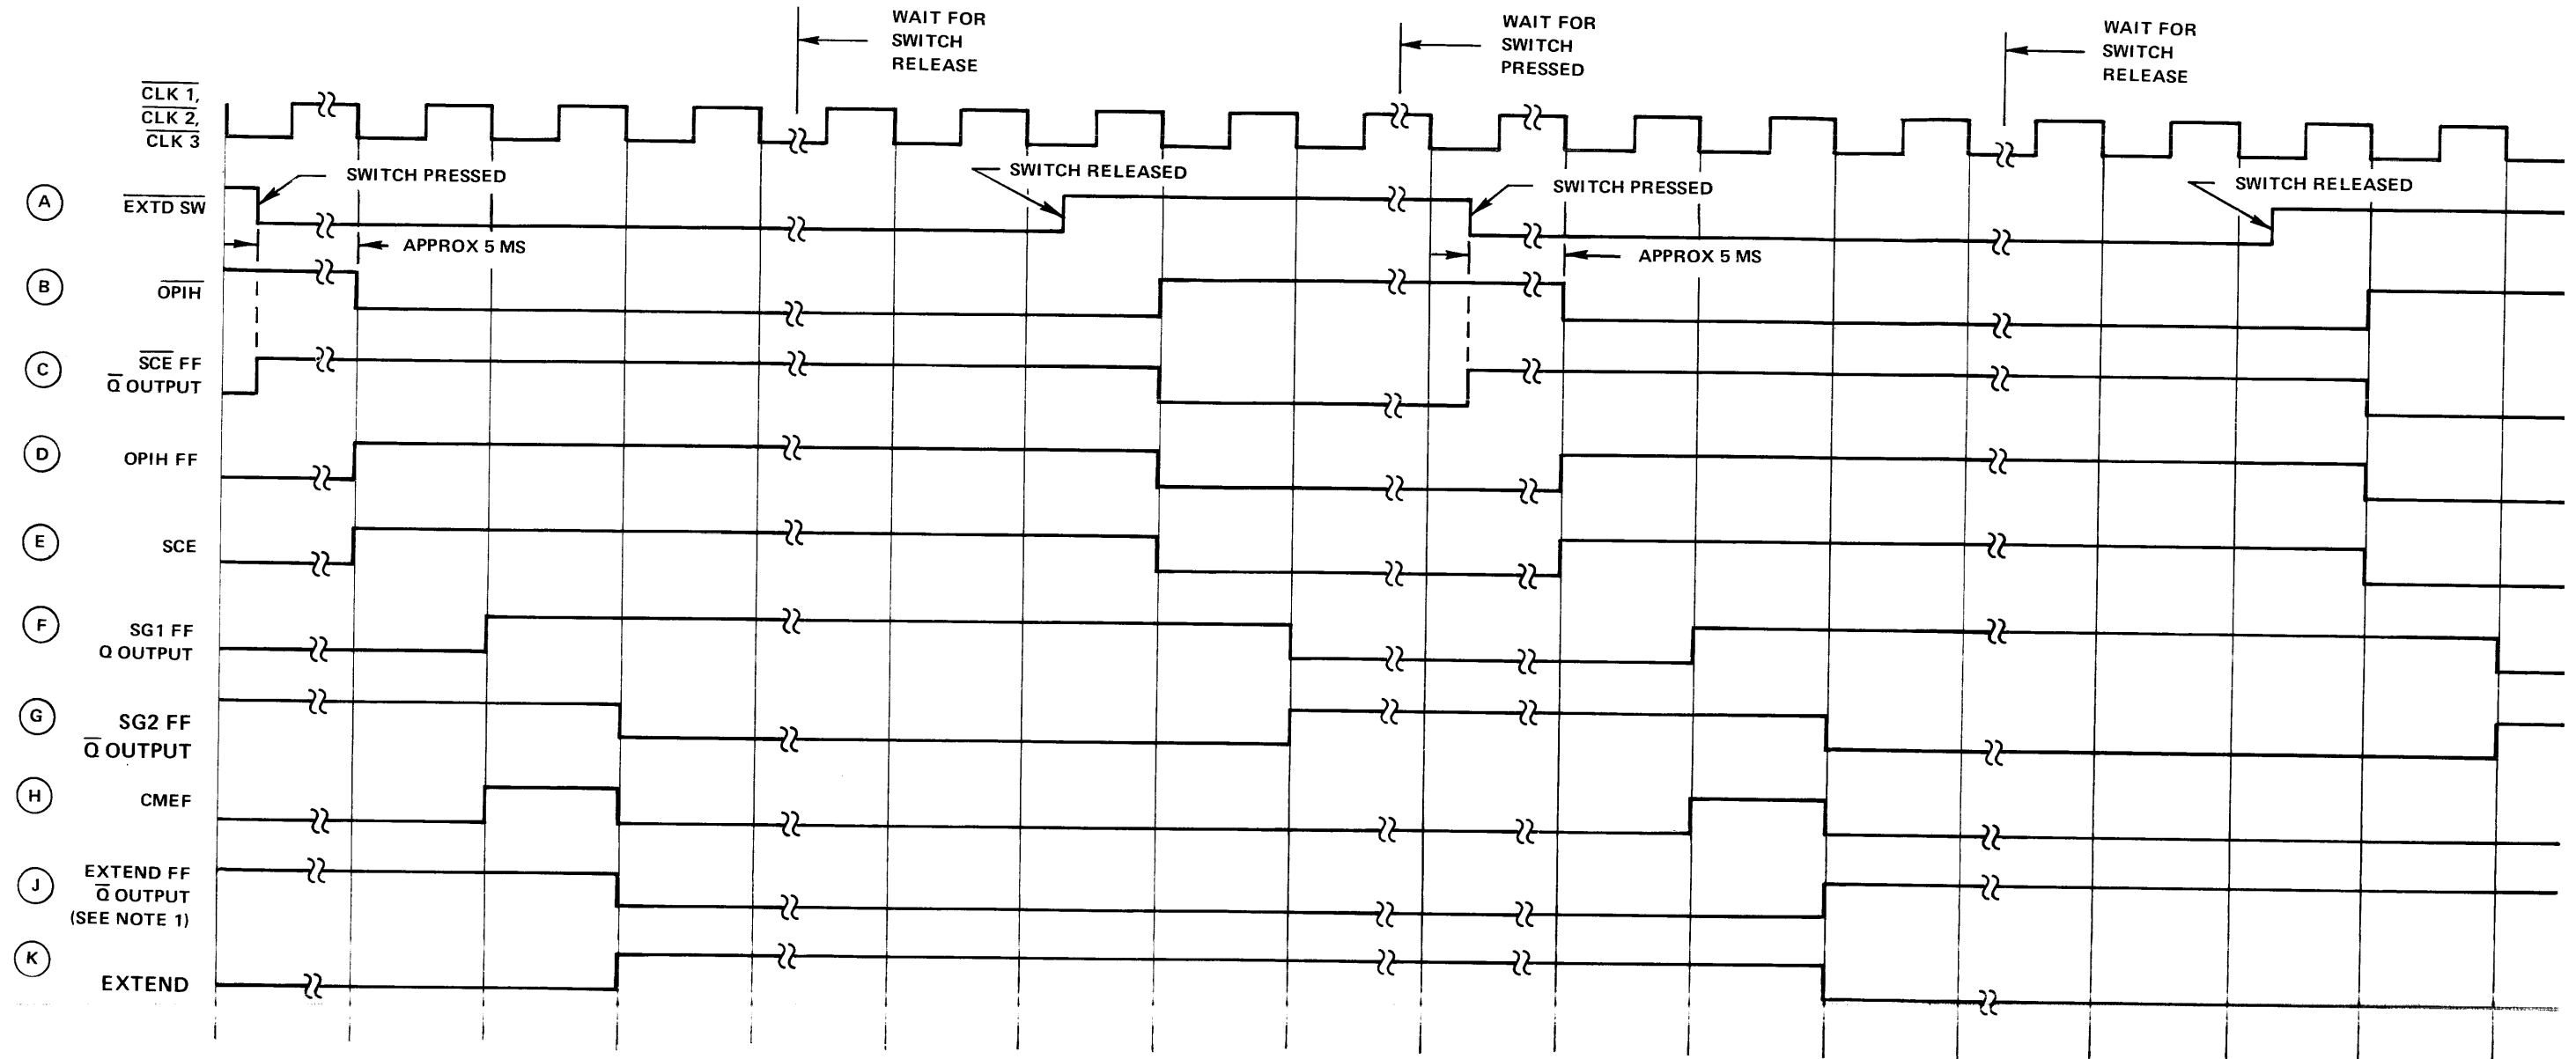 WAIT FOR
SWITCH
RELEASE
WAIT FOR
SWITCH
PRESSED
WAIT FOR
SWITCH
RELEASE
CLK 1,
CLK 2,
CLK 3
A
EXTD SW
SWITCH PRESSED
SWITCH RELEASED
SWITCH PRESSED
SWITCH RELEASED
APPROX 5 MS
APPROX 5 MS
B
OPIH
C
SCE FF
Q̅ OUTPUT
D
OPIH FF
E
SCE
F
SG1 FF
Q OUTPUT
G
SG2 FF
Q̅ OUTPUT
H
CMEF
J
EXTEND FF
Q̅ OUTPUT
(SEE NOTE 1)
K
EXTEND